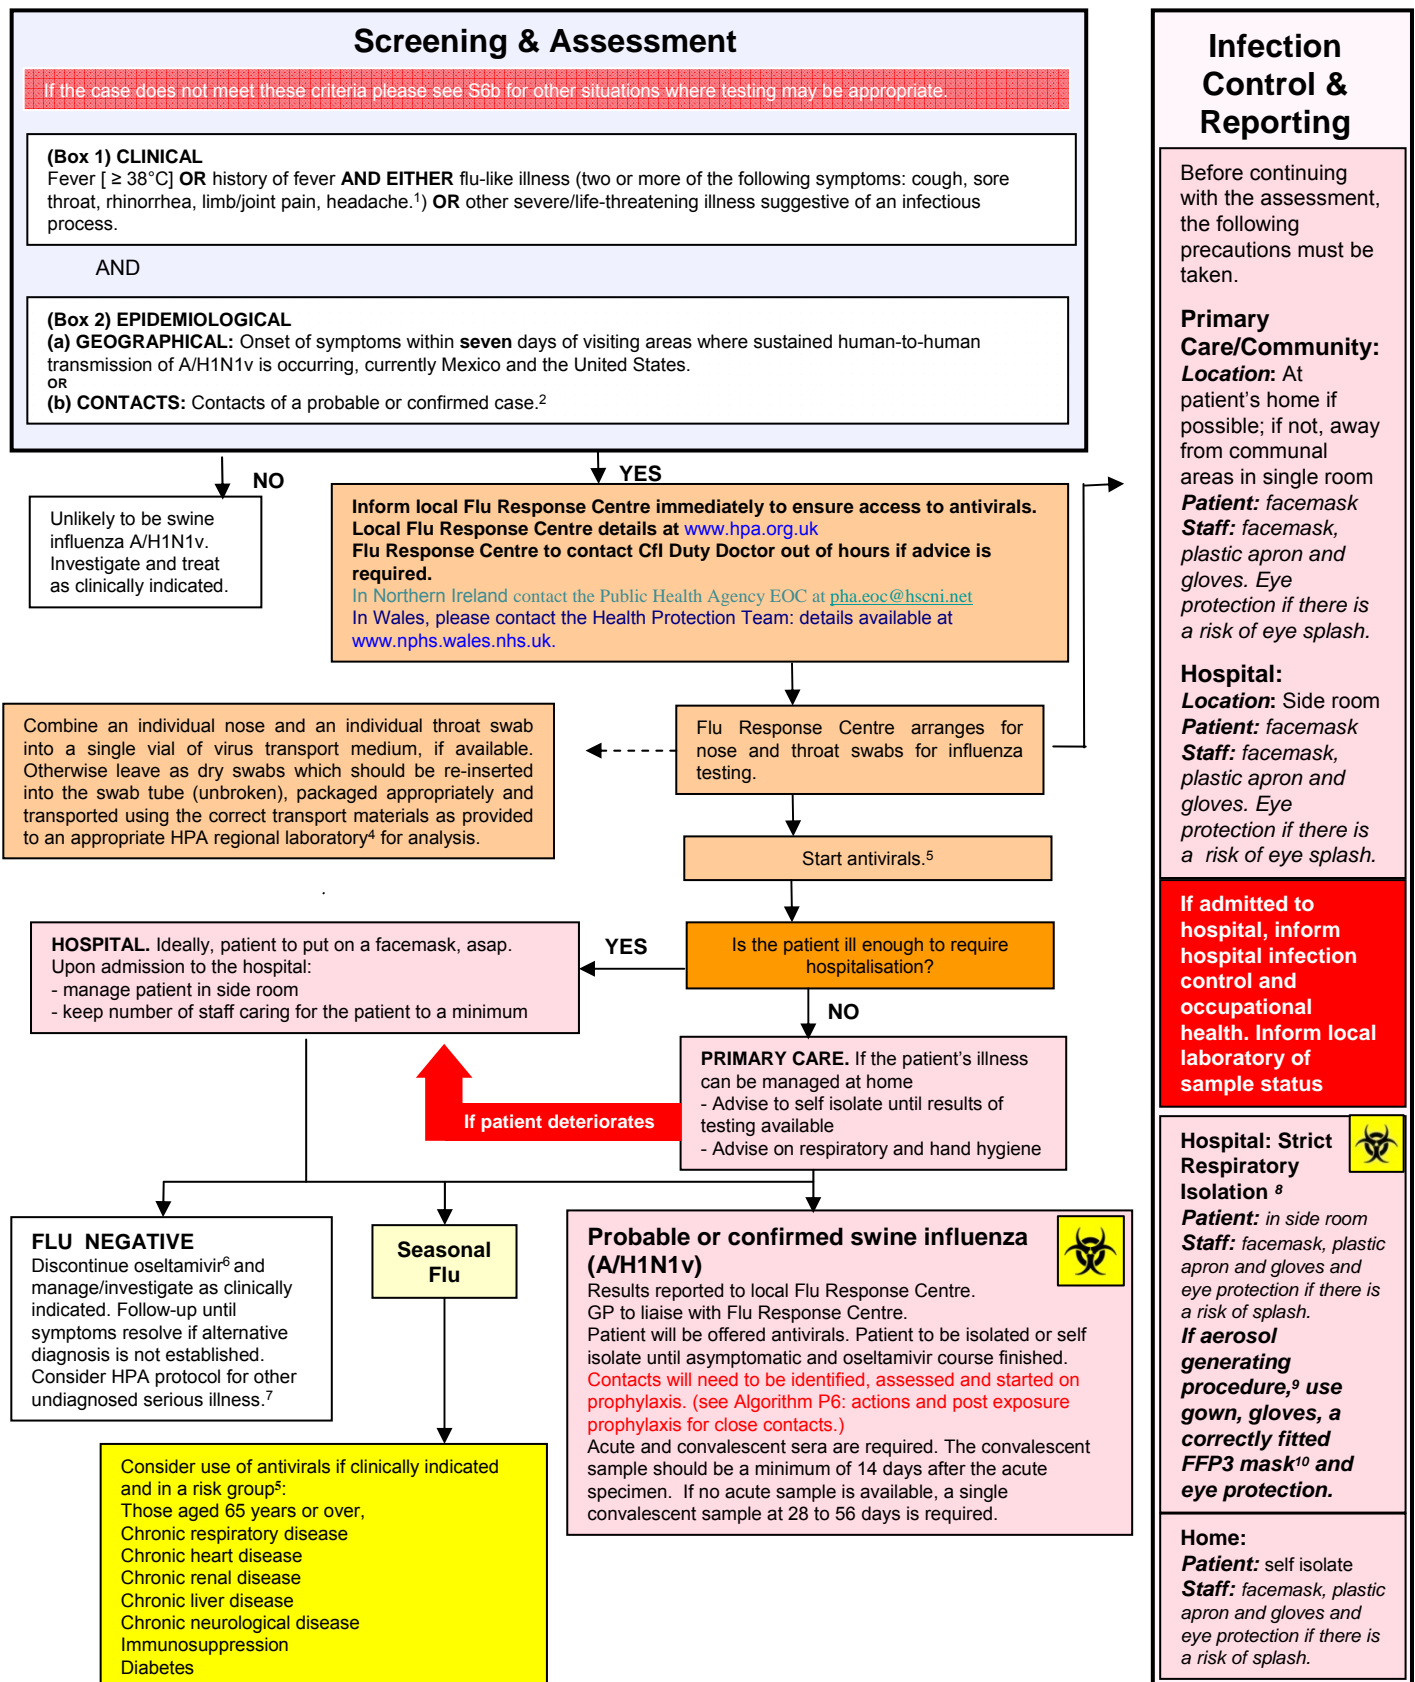 Screening & Assessment
If the case does not meet these criteria please see S6b for other situations where testing may be appropriate.
(Box 1) CLINICAL
Fever [ ≥ 38°C] OR history of fever AND EITHER flu-like illness (two or more of the following symptoms: cough, sore
throat, rhinorrhea, limb/joint pain, headache.1) OR other severe/life-threatening illness suggestive of an infectious
process.
AND
(Box 2) EPIDEMIOLOGICAL
(a) GEOGRAPHICAL: Onset of symptoms within seven days of visiting areas where sustained human-to-human
transmission of A/H1N1v is occurring, currently Mexico and the United States.
OR
(b) CONTACTS: Contacts of a probable or confirmed case.2
NO
YES
Unlikely to be swine
influenza A/H1N1v.
Investigate and treat
as clinically indicated.
Inform local Flu Response Centre immediately to ensure access to antivirals.
Local Flu Response Centre details at www.hpa.org.uk
Flu Response Centre to contact CfI Duty Doctor out of hours if advice is
required.
In Northern Ireland contact the Public Health Agency EOC at pha.eoc@hscni.net
In Wales, please contact the Health Protection Team: details available at
www.nphs.wales.nhs.uk.
Combine an individual nose and an individual throat swab
into a single vial of virus transport medium, if available.
Otherwise leave as dry swabs which should be re-inserted
into the swab tube (unbroken), packaged appropriately and
transported using the correct transport materials as provided
to an appropriate HPA regional laboratory4 for analysis.
.
Flu Response Centre arranges for
nose and throat swabs for influenza
testing.
Start antivirals.5
Is the patient ill enough to require
hospitalisation?
YES
NO
HOSPITAL. Ideally, patient to put on a facemask, asap.
Upon admission to the hospital:
- manage patient in side room
- keep number of staff caring for the patient to a minimum
PRIMARY CARE. If the patient's illness
can be managed at home
- Advise to self isolate until results of
testing available
- Advise on respiratory and hand hygiene
If patient deteriorates
FLU NEGATIVE
Discontinue oseltamivir6 and
manage/investigate as clinically
indicated. Follow-up until
symptoms resolve if alternative
diagnosis is not established.
Consider HPA protocol for other
undiagnosed serious illness.7
Seasonal
Flu
Probable or confirmed swine influenza
(A/H1N1v)
Results reported to local Flu Response Centre.
GP to liaise with Flu Response Centre.
Patient will be offered antivirals. Patient to be isolated or self
isolate until asymptomatic and oseltamivir course finished.
Contacts will need to be identified, assessed and started on
prophylaxis. (see Algorithm P6: actions and post exposure
prophylaxis for close contacts.)
Acute and convalescent sera are required. The convalescent
sample should be a minimum of 14 days after the acute
specimen. If no acute sample is available, a single
convalescent sample at 28 to 56 days is required.
Consider use of antivirals if clinically indicated
and in a risk group5:
Those aged 65 years or over,
Chronic respiratory disease
Chronic heart disease
Chronic renal disease
Chronic liver disease
Chronic neurological disease
Immunosuppression
Diabetes
Infection
Control &
Reporting
Before continuing
with the assessment,
the following
precautions must be
taken.
Primary
Care/Community:
Location: At
patient's home if
possible; if not, away
from communal
areas in single room
Patient: facemask
Staff: facemask,
plastic apron and
gloves. Eye
protection if there is
a risk of eye splash.
Hospital:
Location: Side room
Patient: facemask
Staff: facemask,
plastic apron and
gloves. Eye
protection if there is
a risk of eye splash.
If admitted to
hospital, inform
hospital infection
control and
occupational
health. Inform local
laboratory of
sample status
Hospital: Strict
Respiratory
Isolation 8
Patient: in side room
Staff: facemask, plastic
apron and gloves and
eye protection if there is
a risk of splash.
If aerosol
generating
procedure,9 use
gown, gloves, a
correctly fitted
FFP3 mask10 and
eye protection.
Home:
Patient: self isolate
Staff: facemask, plastic
apron and gloves and
eye protection if there is
a risk of splash.